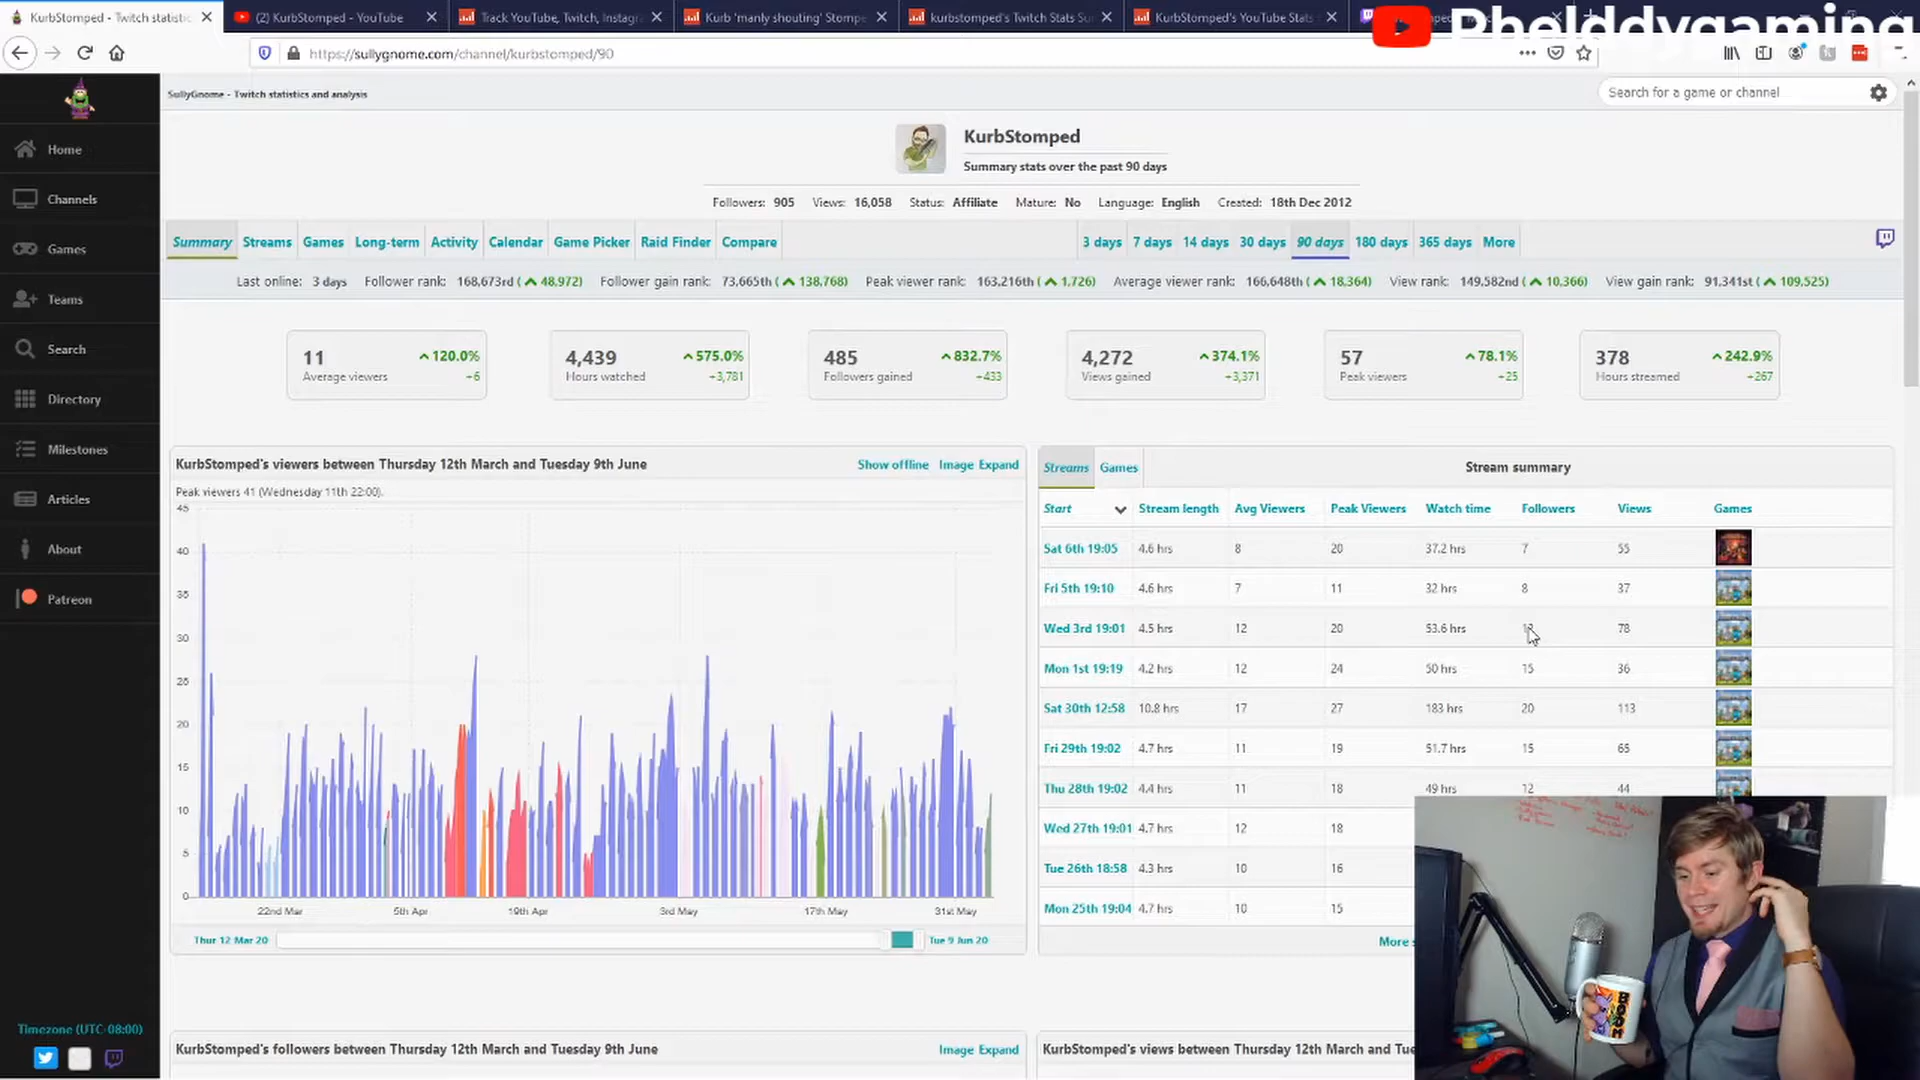 KurbStomped - Twitch statistic
(2) KurbStomped - YouTube
Track YouTube, Twitch, Instagr
Kurb 'manly shouting' Stompe
kurbstomped's Twitch Stats Su
KurbStomped's YouTube Stats
Phelddygaming
https://sullygnome.com/channel/kurbstomped/90
SullyGnome - Twitch statistics and analysis
Search for a game or channel
Home
Channels
Games
Teams
Search
Directory
Milestones
Articles
About
Patreon
Timezone (UTC-08:00)
KurbStomped
Summary stats over the past 90 days
Followers: 905 Views: 16,058 Status: Affiliate Mature: No Language: English Created: 18th Dec 2012
Summary Streams Games Long-term Activity Calendar Game Picker Raid Finder Compare 3 days 7 days 14 days 30 days 90 days 180 days 365 days More
Last online: 3 days Follower rank: 168,673rd ( 48,972) Follower gain rank: 73,665th ( 138,768) Peak viewer rank: 163,216th ( 1,726) Average viewer rank: 166,648th ( 18,364) View rank: 149,582nd ( 10,366) View gain rank: 91,341st ( 109,525)
11 120.0%
Average viewers +6
4,439 575.0%
Hours watched +3,781
485 832.7%
Followers gained +433
4,272 374.1%
Views gained +3,371
57 78.1%
Peak viewers +25
378 242.9%
Hours streamed +267
KurbStomped's viewers between Thursday 12th March and Tuesday 9th June Show offline Image Expand
Peak viewers 41 (Wednesday 11th 22:00).
45
40
35
30
25
20
15
10
5
0
22nd Mar 5th Apr 19th Apr 3rd May 17th May 31st May
Thur 12 Mar 20 Tue 9 Jun 20
Streams Games Stream summary
Start Stream length Avg Viewers Peak Viewers Watch time Followers Views Games
Sat 6th 19:05 4.6 hrs 8 20 37.2 hrs 7 55
Fri 5th 19:10 4.6 hrs 7 11 32 hrs 8 37
Wed 3rd 19:01 4.5 hrs 12 20 53.6 hrs 78
Mon 1st 19:19 4.2 hrs 12 24 50 hrs 15 36
Sat 30th 12:58 10.8 hrs 17 27 183 hrs 20 113
Fri 29th 19:02 4.7 hrs 11 19 51.7 hrs 15 65
Thu 28th 19:02 4.4 hrs 11 18 49 hrs 12 44
Wed 27th 19:01 4.7 hrs 12 18
Tue 26th 18:58 4.3 hrs 10 16
Mon 25th 19:04 4.7 hrs 10 15
More s
KurbStomped's followers between Thursday 12th March and Tuesday 9th June Image Expand
KurbStomped's views between Thursday 12th March and Tue